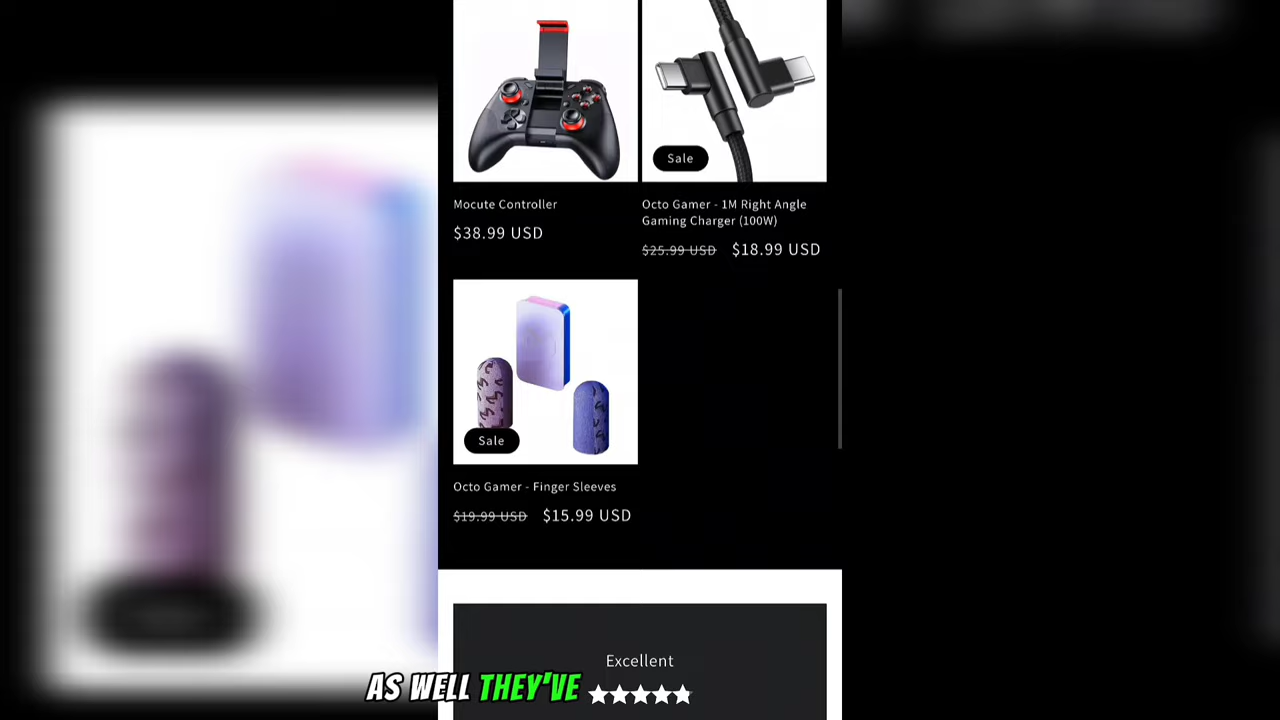 Sale
Mocute Controller
$38.99 USD
Octo Gamer - 1M Right Angle
Gaming Charger (100W)
$25.99 USD $18.99 USD
Sale
Octo Gamer - Finger Sleeves
$19.99 USD $15.99 USD
Excellent
AS WELL THEY'VE